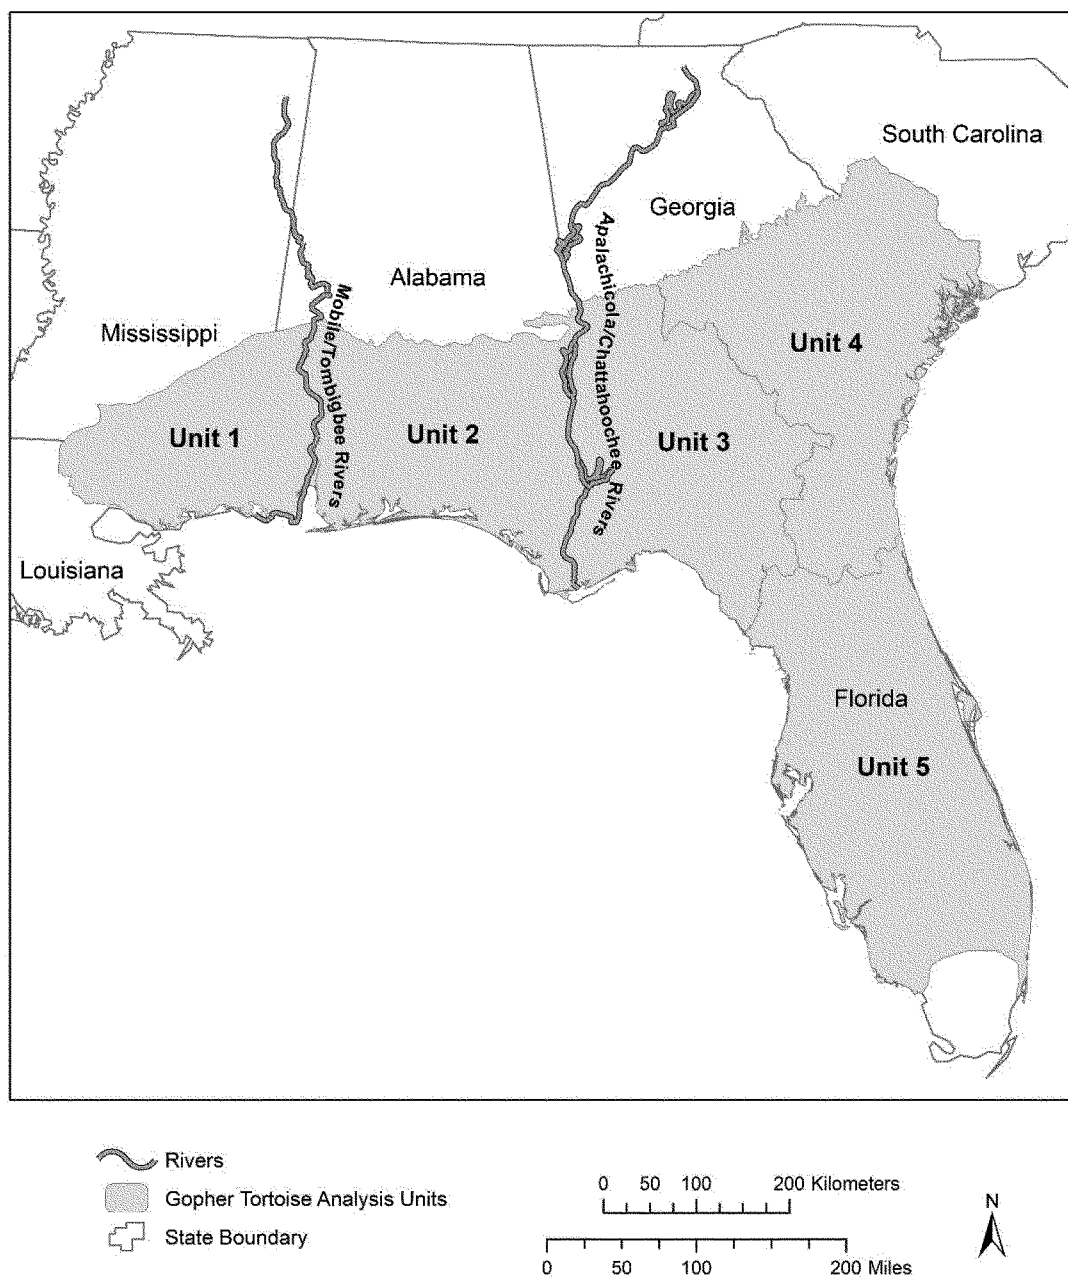 South Carolina
Georgia
Alabama
Mississippi
Mobile/Tombigbee Rivers
Apalachicola/Chattahoochee Rivers
Unit 4
Unit 1
Unit 2
Unit 3
Louisiana
Florida
Unit 5
Rivers
Gopher Tortoise Analysis Units
State Boundary
0 50 100 200 Kilometers
0 50 100 200 Miles
N